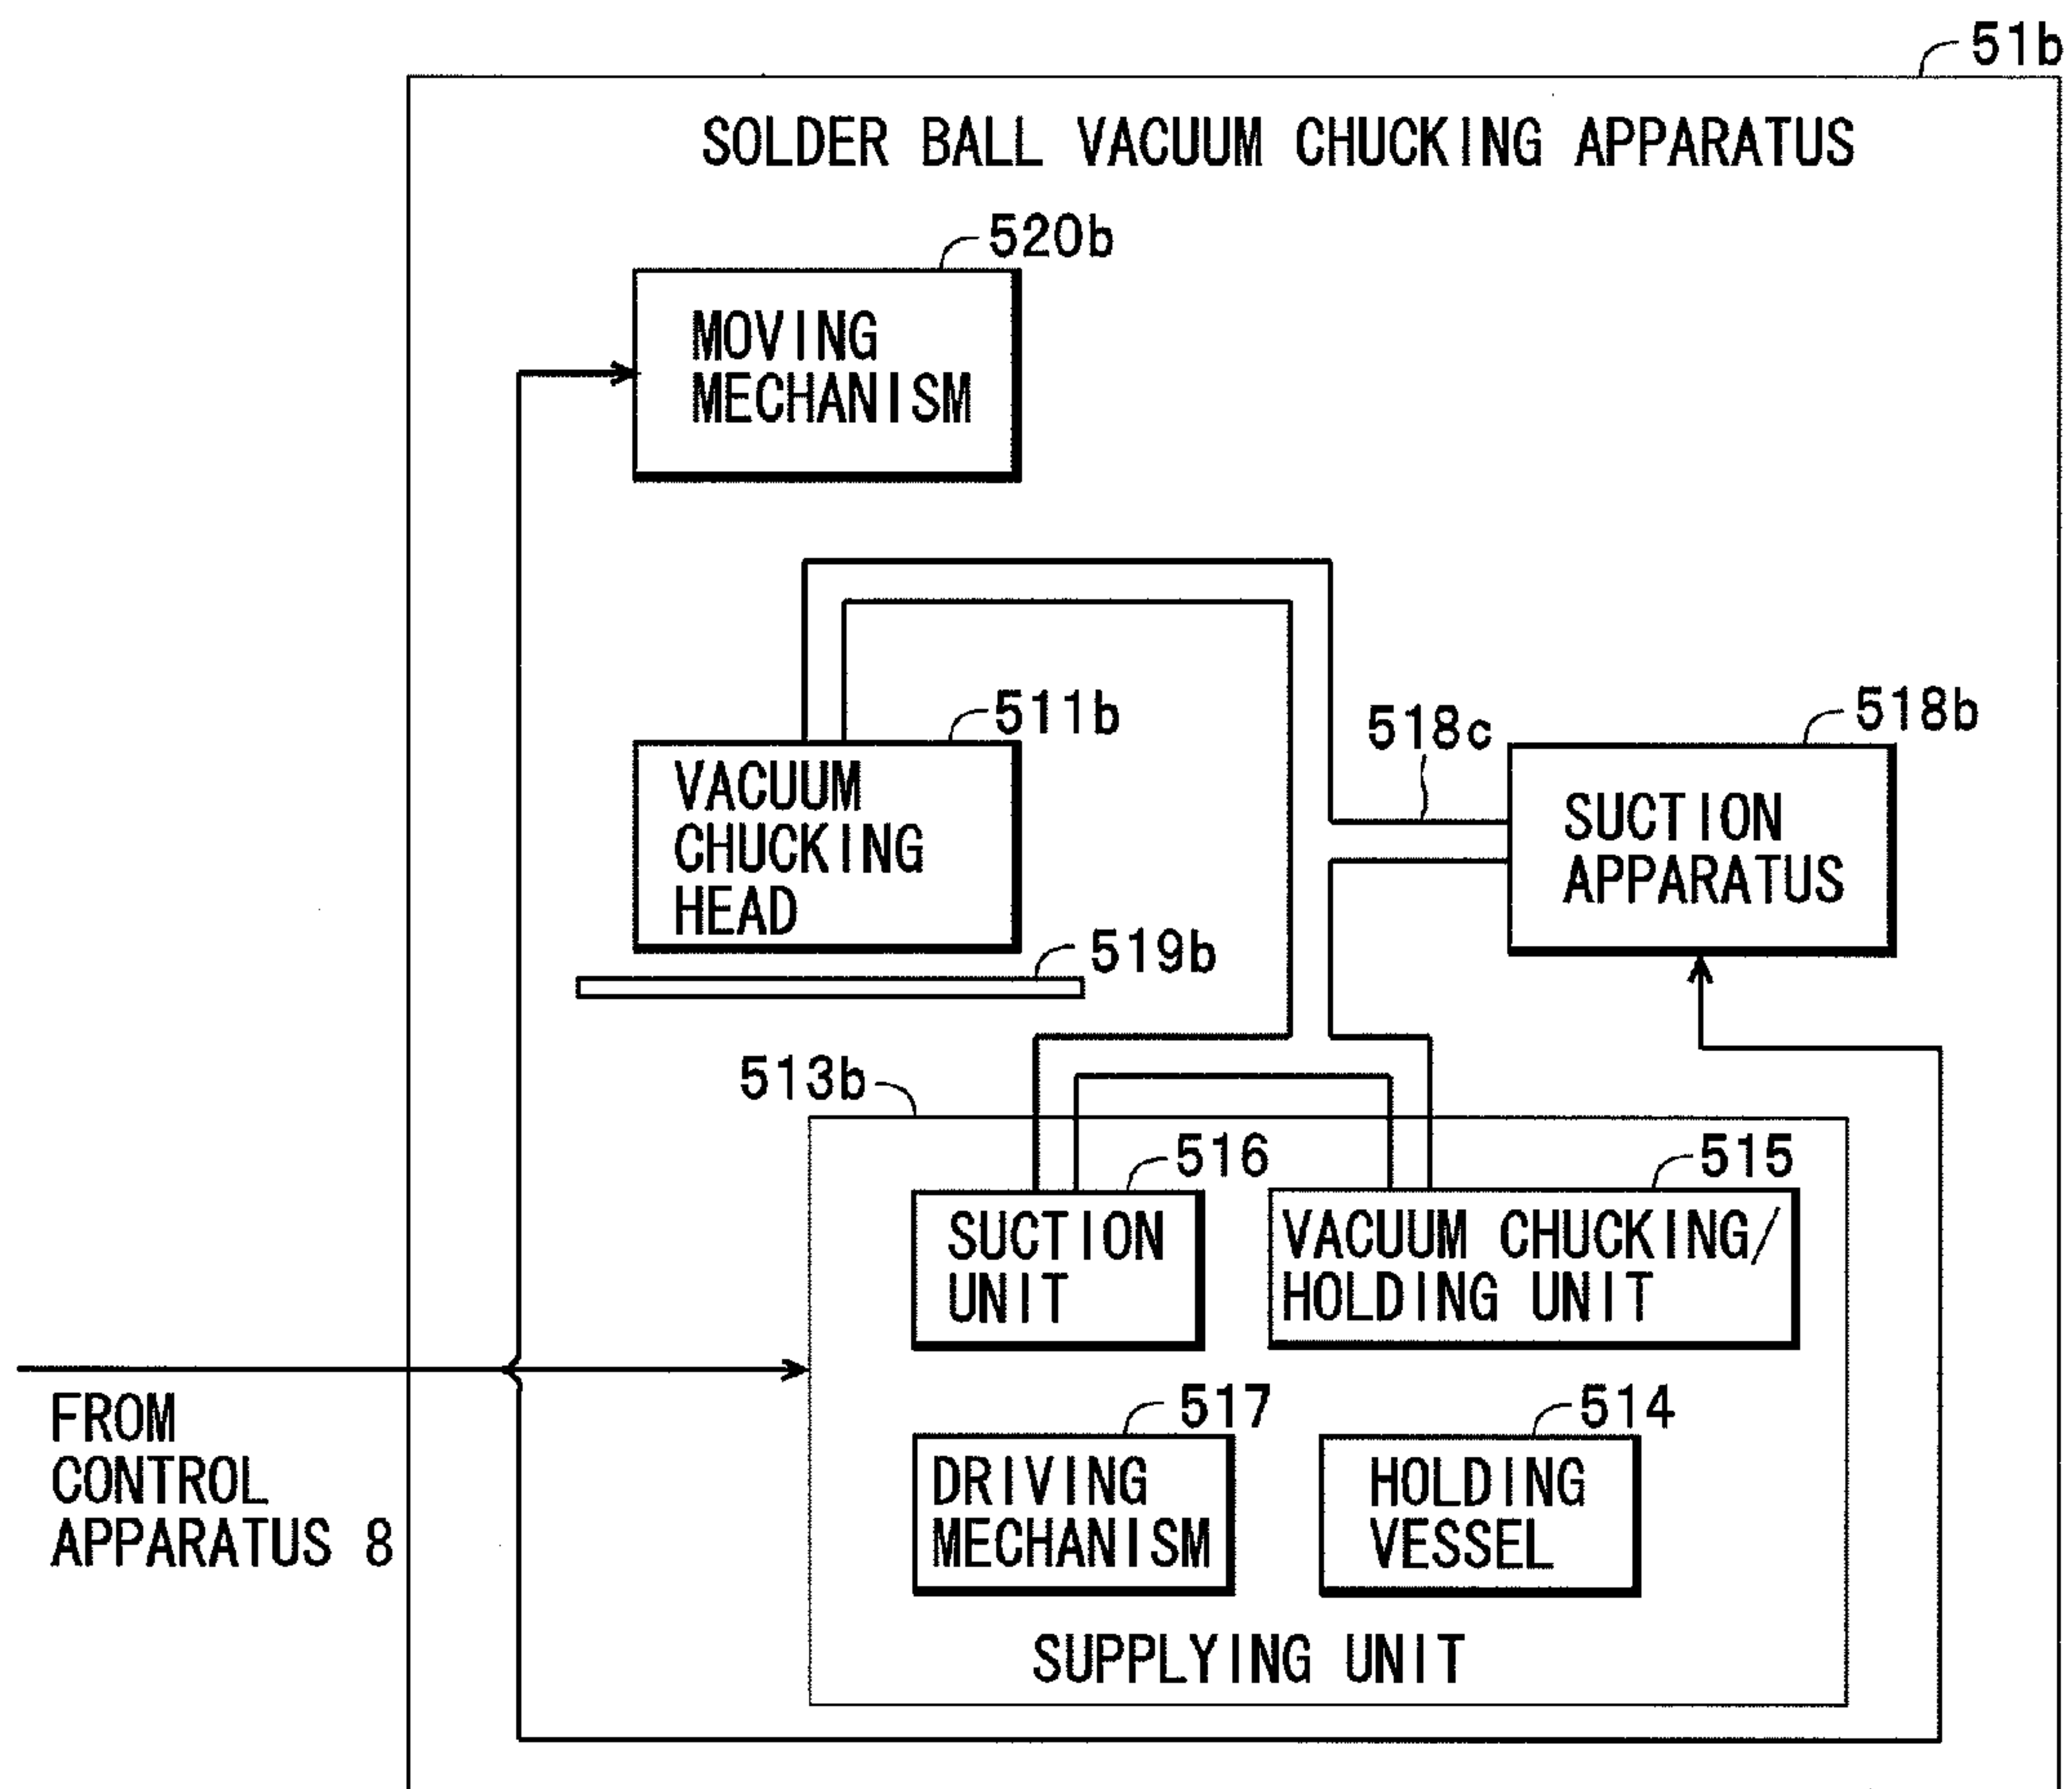 51b
SOLDER BALL VACUUM CHUCKING APPARATUS
520b
MOVING
MECHANISM
511b
518c
518b
VACUUM
CHUCKING
HEAD
SUCTION
APPARATUS
519b
513b
516
515
SUCTION
UNIT
VACUUM CHUCKING/
HOLDING UNIT
FROM
CONTROL
APPARATUS 8
517
514
DRIVING
MECHANISM
HOLDING
VESSEL
SUPPLYING UNIT